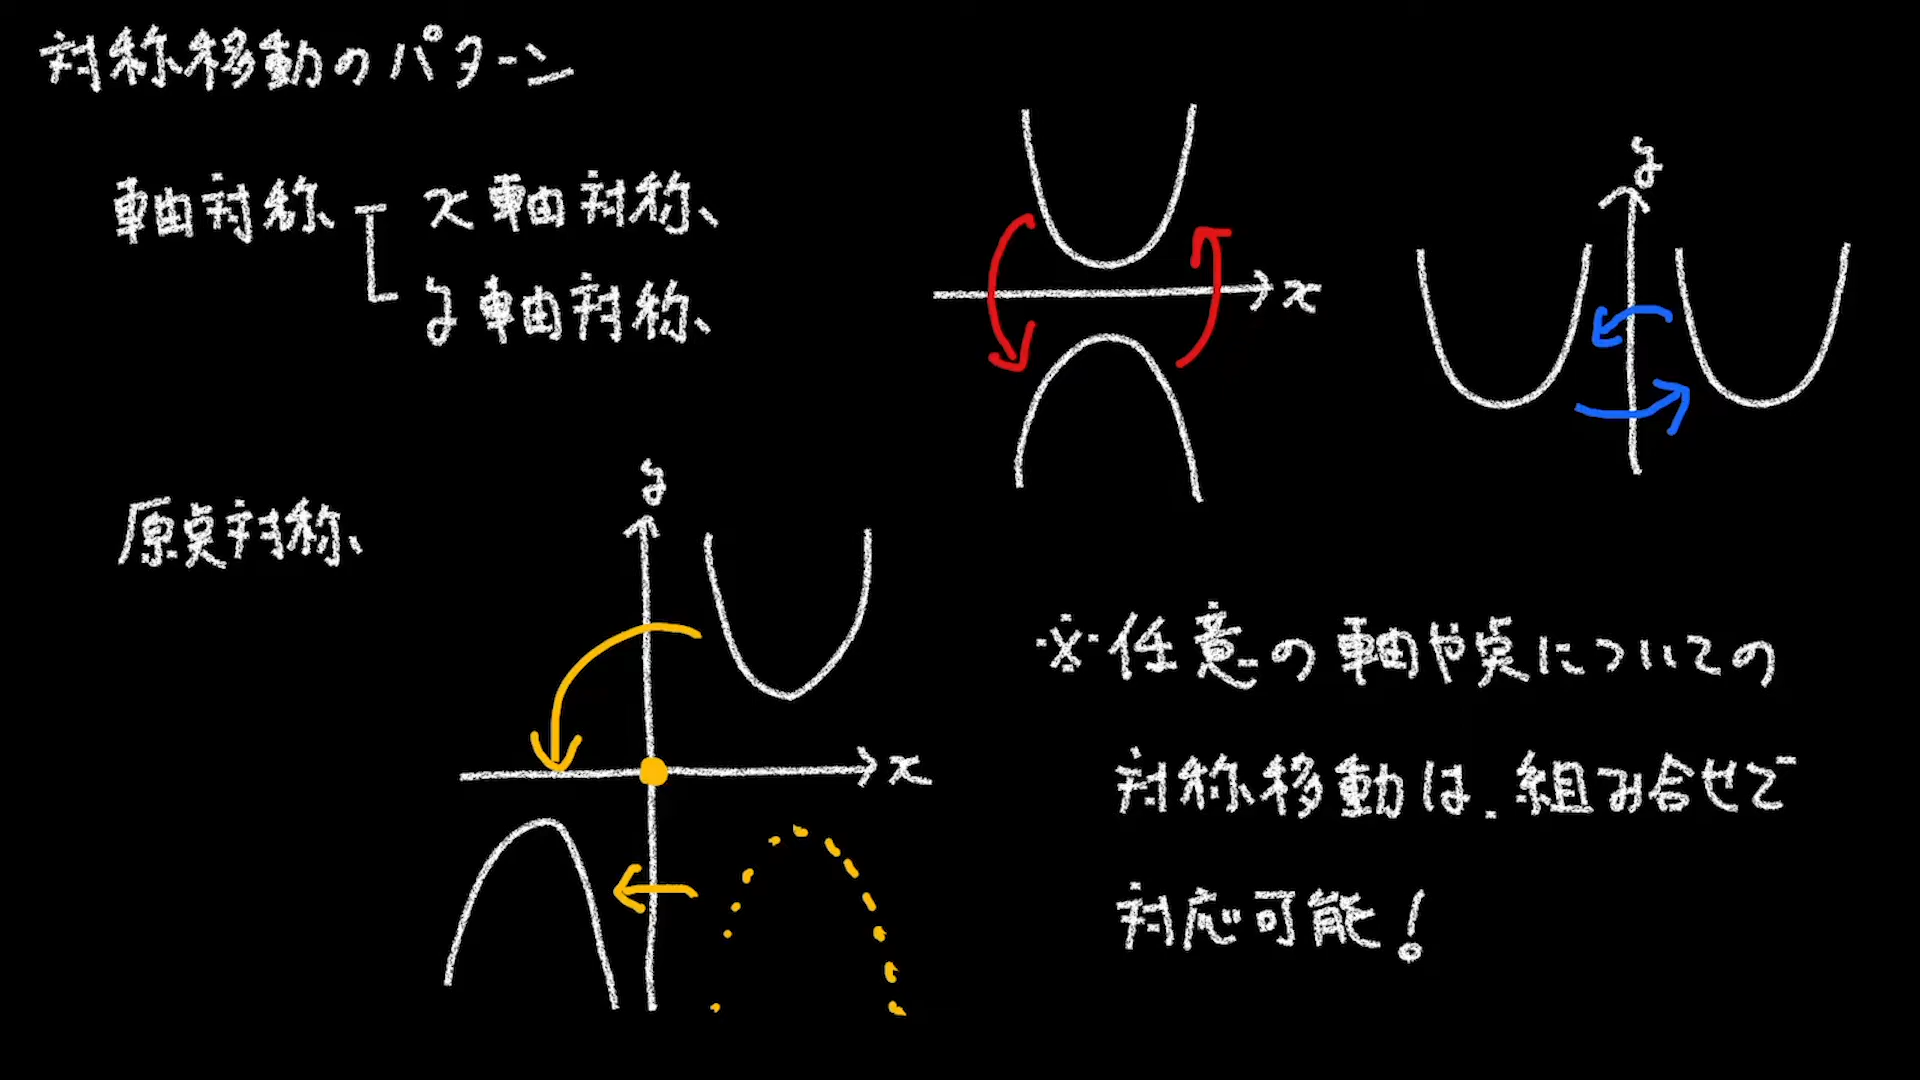 対称移動のパターン
軸対称 x軸対称
y軸対称
x
y
原点対称
y
x
※任意の軸や点についての
対称移動は、組み合せで
対応可能!